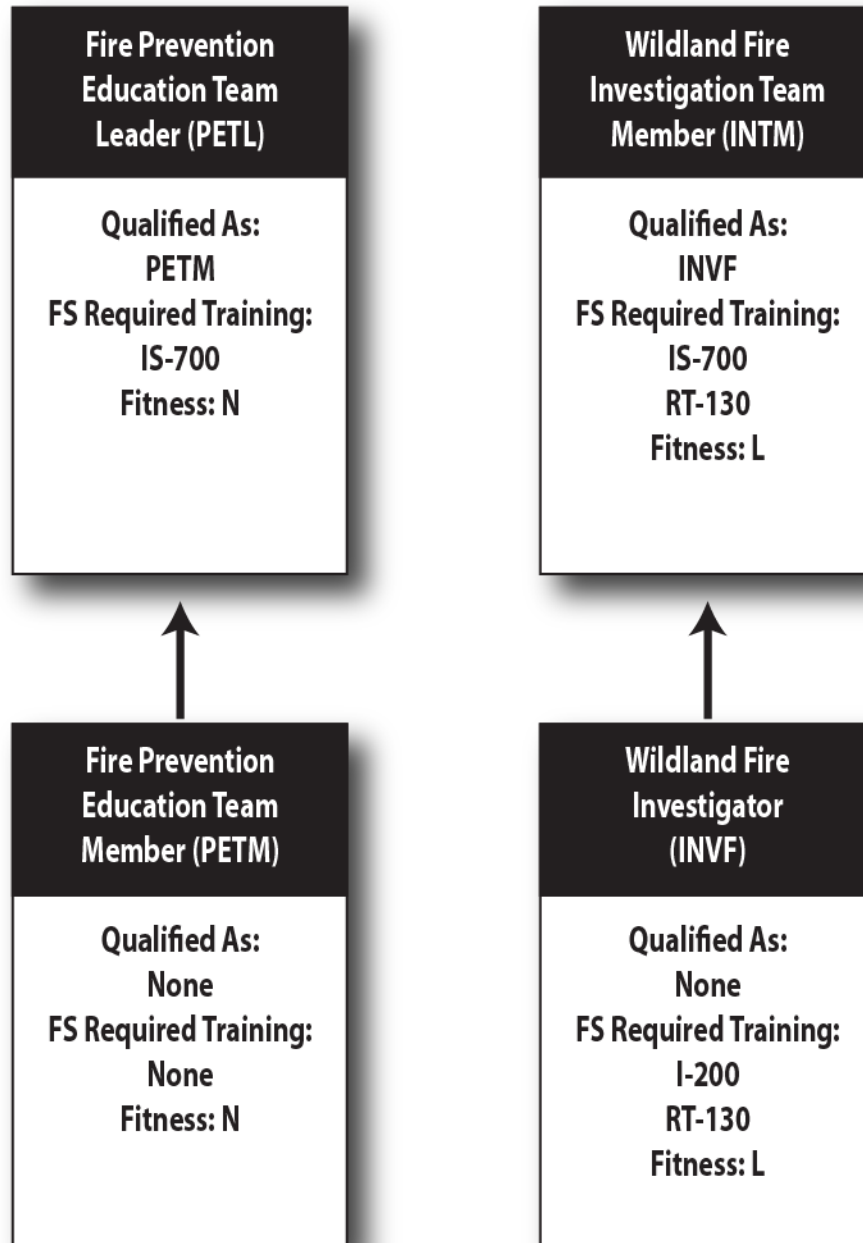 Fire Prevention
Education Team
Leader (PETL)
Qualified As:
PETM
FS Required Training:
IS-700
Fitness: N
Wildland Fire
Investigation Team
Member (INTM)
Qualified As:
INVF
FS Required Training:
IS-700
RT-130
Fitness: L
Fire Prevention
Education Team
Member (PETM)
Qualified As:
None
FS Required Training:
None
Fitness: N
Wildland Fire
Investigator
(INVF)
Qualified As:
None
FS Required Training:
I-200
RT-130
Fitness: L